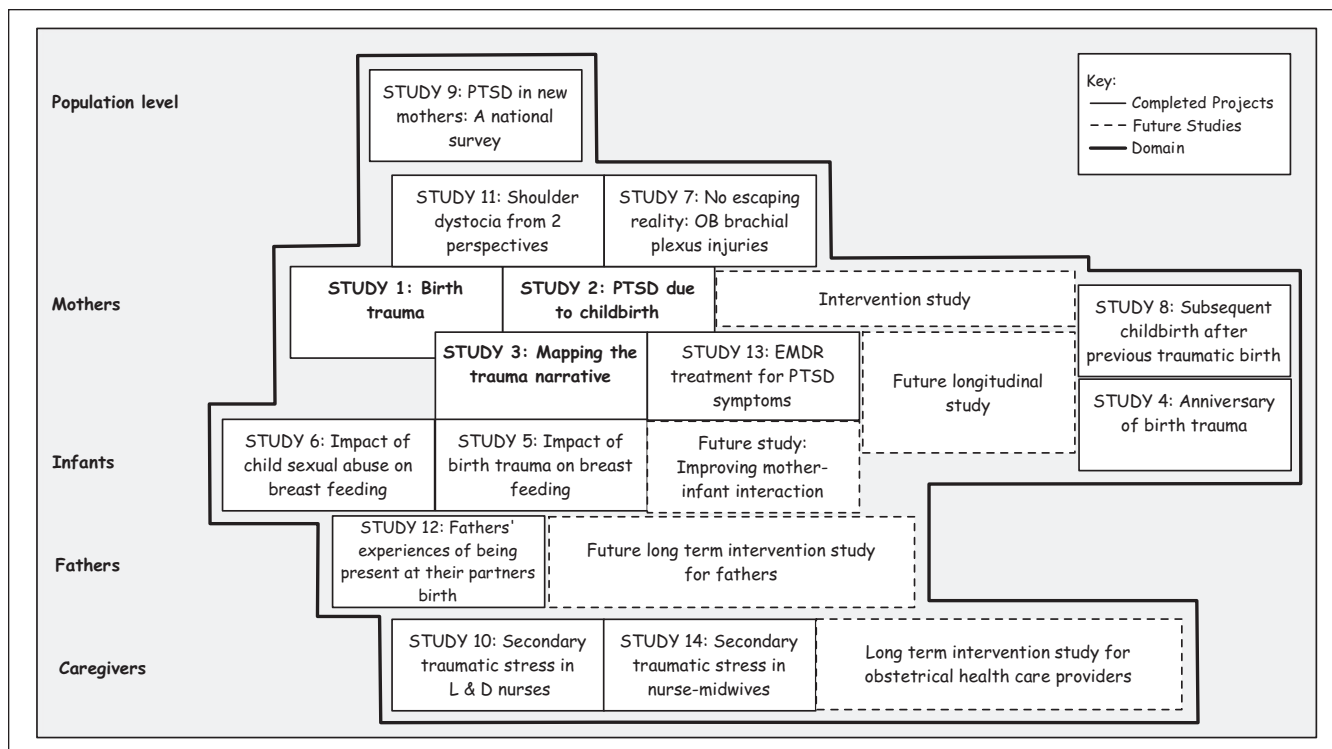 Population level
STUDY 9: PTSD in new
mothers: A national
survey
Key:
Completed Projects
Future Studies
Domain
STUDY 11: Shoulder
dystocia from 2
perspectives
STUDY 7: No escaping
reality: OB brachial
plexus injuries
Mothers
STUDY 1: Birth
trauma
STUDY 2: PTSD due
to childbirth
Intervention study
STUDY 8: Subsequent
childbirth after
previous traumatic birth
STUDY 3: Mapping the
trauma narrative
STUDY 13: EMDR
treatment for PTSD
symptoms
Future longitudinal
study
STUDY 4: Anniversary
of birth trauma
Infants
STUDY 6: Impact of
child sexual abuse on
breast feeding
STUDY 5: Impact of
birth trauma on breast
feeding
Future study:
Improving mother-
infant interaction
Fathers
STUDY 12: Fathers'
experiences of being
present at their partners
birth
Future long term intervention study
for fathers
Caregivers
STUDY 10: Secondary
traumatic stress in
L & D nurses
STUDY 14: Secondary
traumatic stress in
nurse-midwives
Long term intervention study for
obstetrical health care providers